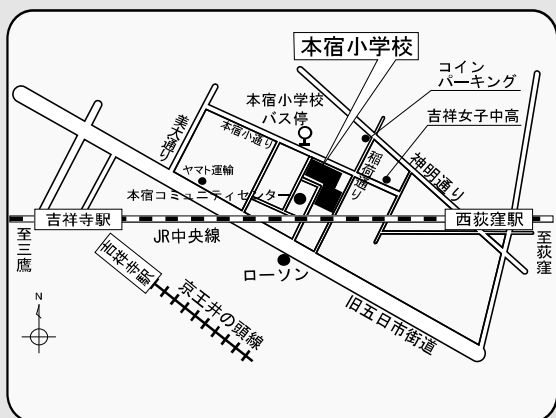 本宿小学校
コイン
パーキング
本宿小学校
バス停
吉祥女子中高
美大通り
本宿小通り
稲荷通り
神明通り
ヤマト運輸
本宿コミュニティセンター
吉祥寺駅
西荻窪駅
至三鷹
JR中央線
至荻窪
吉祥寺駅
ローソン
京王井の頭線
旧五日市街道
N